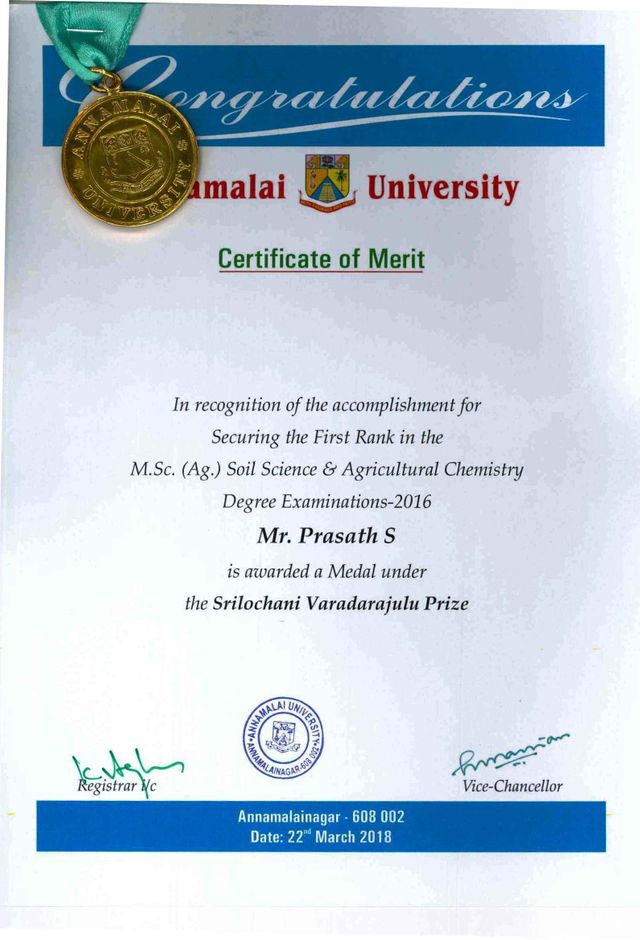 Congratulations
ANNAMALAI UNIVERSITY
amalai University
Certificate of Merit
In recognition of the accomplishment for
Securing the First Rank in the
M.Sc. (Ag.) Soil Science & Agricultural Chemistry
Degree Examinations-2016
Mr. Prasath S
is awarded a Medal under
the Srilochani Varadarajulu Prize
ANNAMALAI UNIVERSITY
ANNAMALAINAGAR-608 002
Registrar i/c
Vice-Chancellor
Annamalainagar - 608 002
Date: 22nd March 2018